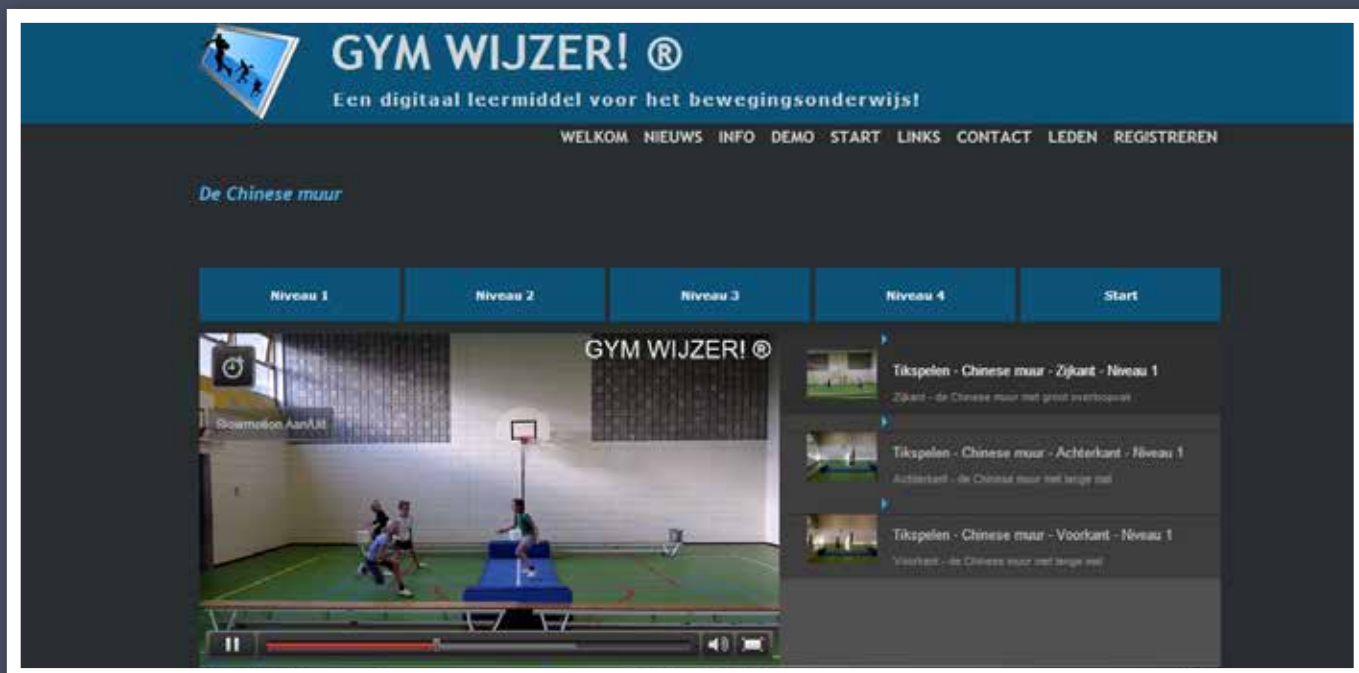 GYM WIJZER! ®
Een digitaal leermiddel voor het bewegingsonderwijs!
WELKOM NIEUWS INFO DEMO START LINKS CONTACT LEDEN REGISTREREN
De Chinese muur
Niveau 1 Niveau 2 Niveau 3 Niveau 4 Start
GYM WIJZER! ®
Slowmotion Aan/Uit
Tikspelen - Chinese muur - Zijkant - Niveau 1
Zijkant - de Chinese muur met groot overloopvak
Tikspelen - Chinese muur - Achterkant - Niveau 1
Achterkant - de Chinese muur met lange mat
Tikspelen - Chinese muur - Voorkant - Niveau 1
Voorkant - de Chinese muur met lange mat